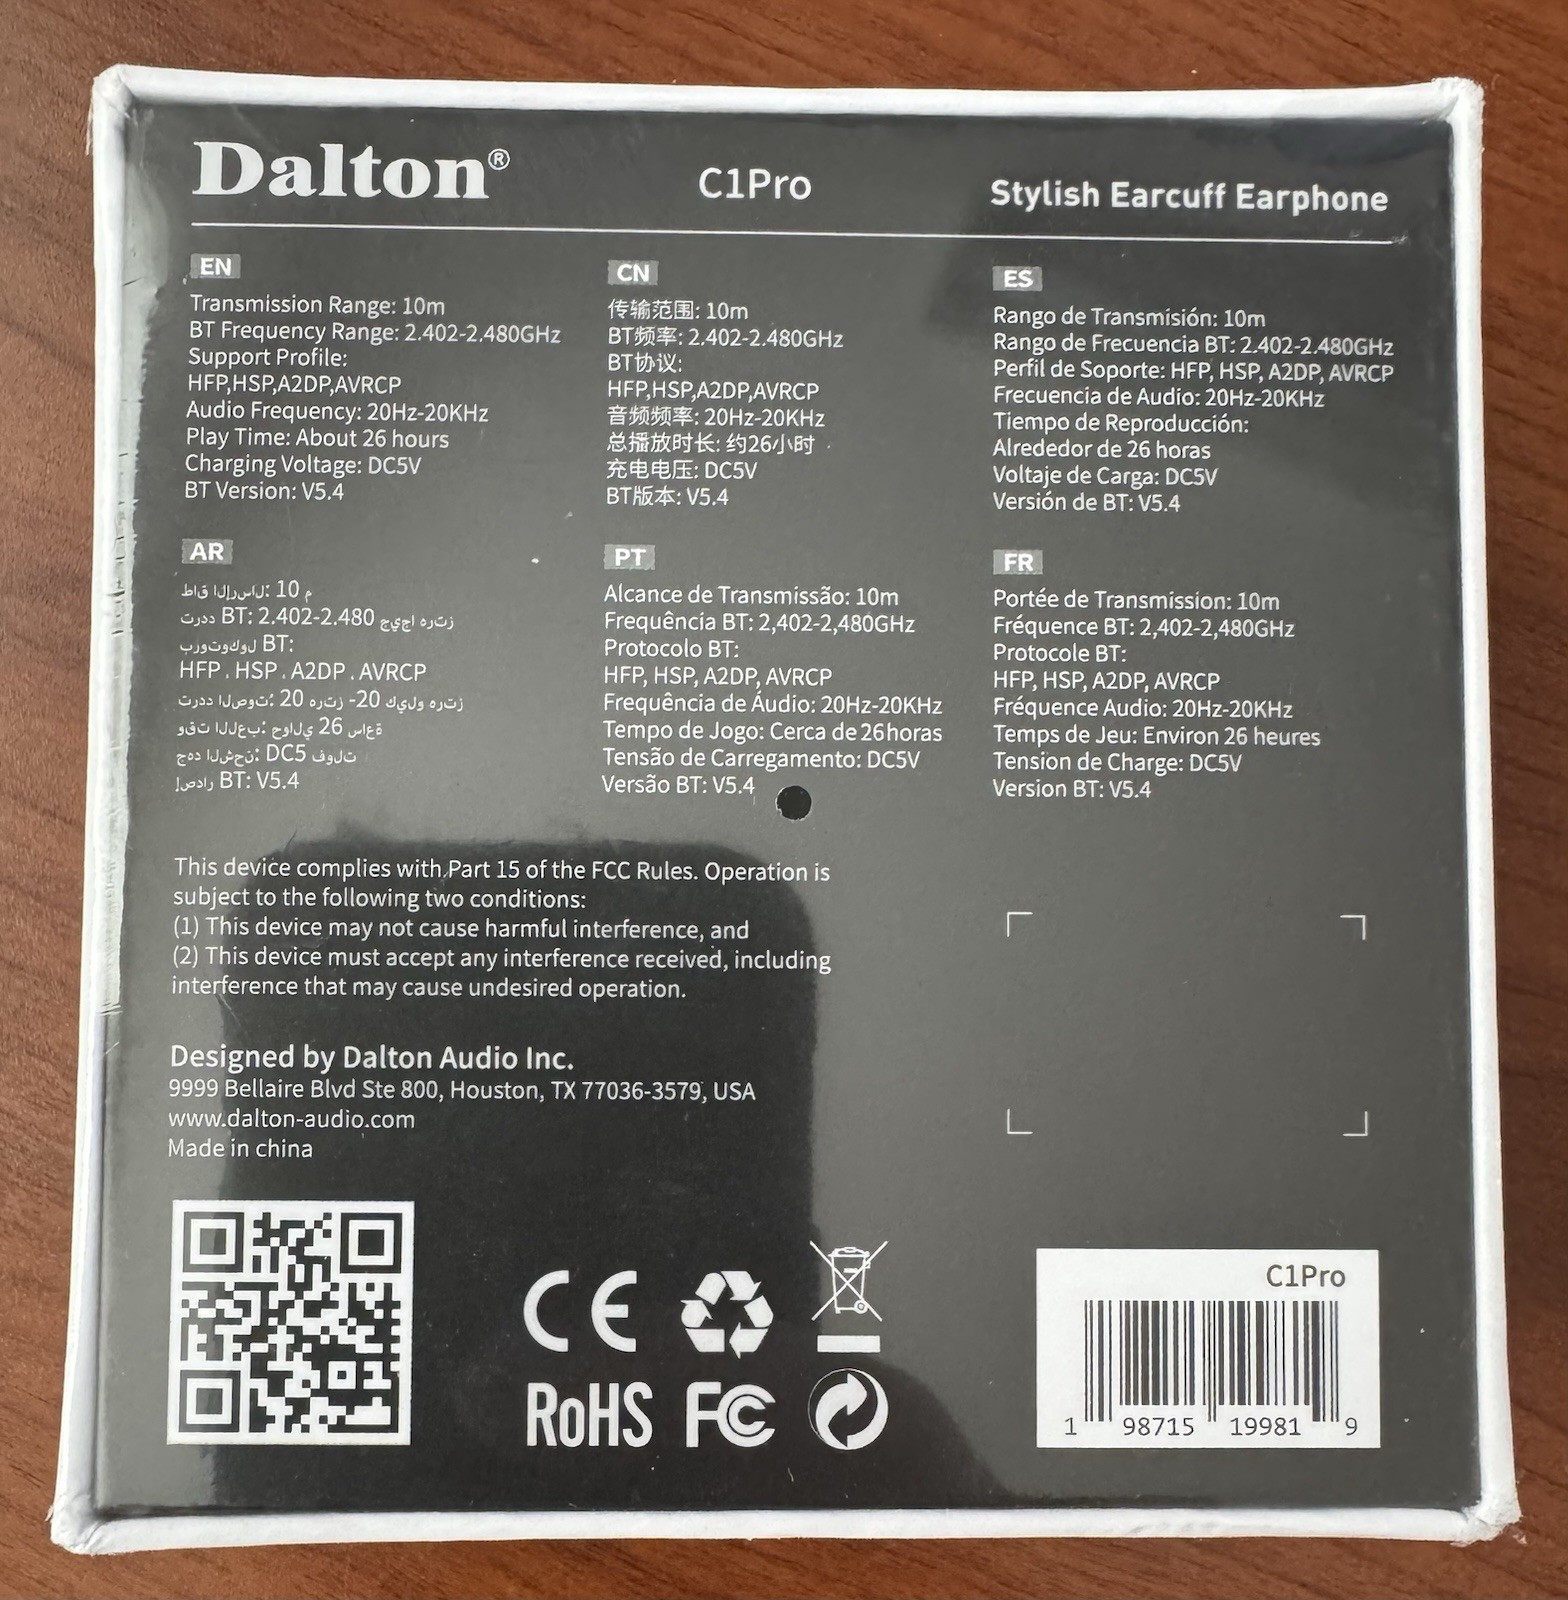 Dalton®
C1Pro
Stylish Earcuff Earphone
EN
Transmission Range: 10m
BT Frequency Range: 2.402-2.480GHz
Support Profile:
HFP,HSP,A2DP,AVRCP
Audio Frequency: 20Hz-20KHz
Play Time: About 26 hours
Charging Voltage: DC5V
BT Version: V5.4
CN
传输范围: 10m
BT频率: 2.402-2.480GHz
BT协议:
HFP,HSP,A2DP,AVRCP
音频频率: 20Hz-20KHz
总播放时长: 约26小时
充电电压: DC5V
BT版本: V5.4
ES
Rango de Transmisión: 10m
Rango de Frecuencia BT: 2.402-2.480GHz
Perfil de Soporte: HFP, HSP, A2DP, AVRCP
Frecuencia de Audio: 20Hz-20KHz
Tiempo de Reproducción:
Alrededor de 26 horas
Voltaje de Carga: DC5V
Versión de BT: V5.4
AR
طاق الإرسال: 10 م
تردد BT: 2.402-2.480 جيجا هرتز
بروتوكول BT:
HFP . HSP . A2DP . AVRCP
تردد الصوت: 20 هرتز -20 كيلو هرتز
وقت اللعب: حوالي 26 ساعة
جهد الشحن: DC5 فولت
إصدار BT: V5.4
PT
Alcance de Transmissão: 10m
Frequência BT: 2,402-2,480GHz
Protocolo BT:
HFP, HSP, A2DP, AVRCP
Frequência de Áudio: 20Hz-20KHz
Tempo de Jogo: Cerca de 26 horas
Tensão de Carregamento: DC5V
Versão BT: V5.4
FR
Portée de Transmission: 10m
Fréquence BT: 2,402-2,480GHz
Protocole BT:
HFP, HSP, A2DP, AVRCP
Fréquence Audio: 20Hz-20KHz
Temps de Jeu: Environ 26 heures
Tension de Charge: DC5V
Version BT: V5.4
This device complies with Part 15 of the FCC Rules. Operation is
subject to the following two conditions:
(1) This device may not cause harmful interference, and
(2) This device must accept any interference received, including
interference that may cause undesired operation.
Designed by Dalton Audio Inc.
9999 Bellaire Blvd Ste 800, Houston, TX 77036-3579, USA
www.dalton-audio.com
Made in china
CE
RoHS FC
C1Pro
1 98715 19981 9